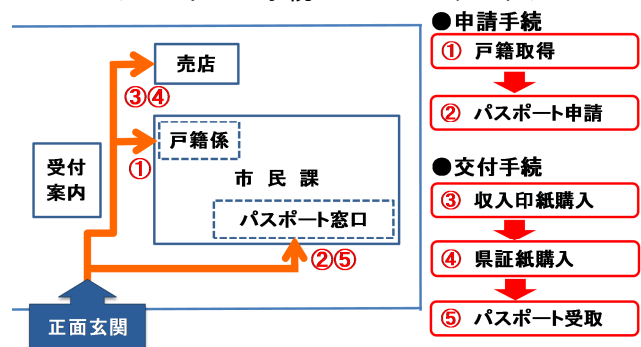 売店
③④
戸籍係
①
受付
案内
市民課
パスポート窓口
②⑤
正面玄関
●申請手続
① 戸籍取得
② パスポート申請
●交付手続
③ 収入印紙購入
④ 県証紙購入
⑤ パスポート受取